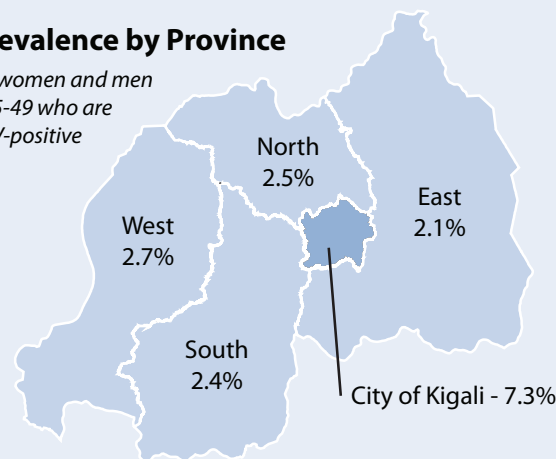 evalence by Province
women and men
5-49 who are
V-positive
North
2.5%
East
2.1%
West
2.7%
South
2.4%
City of Kigali - 7.3%